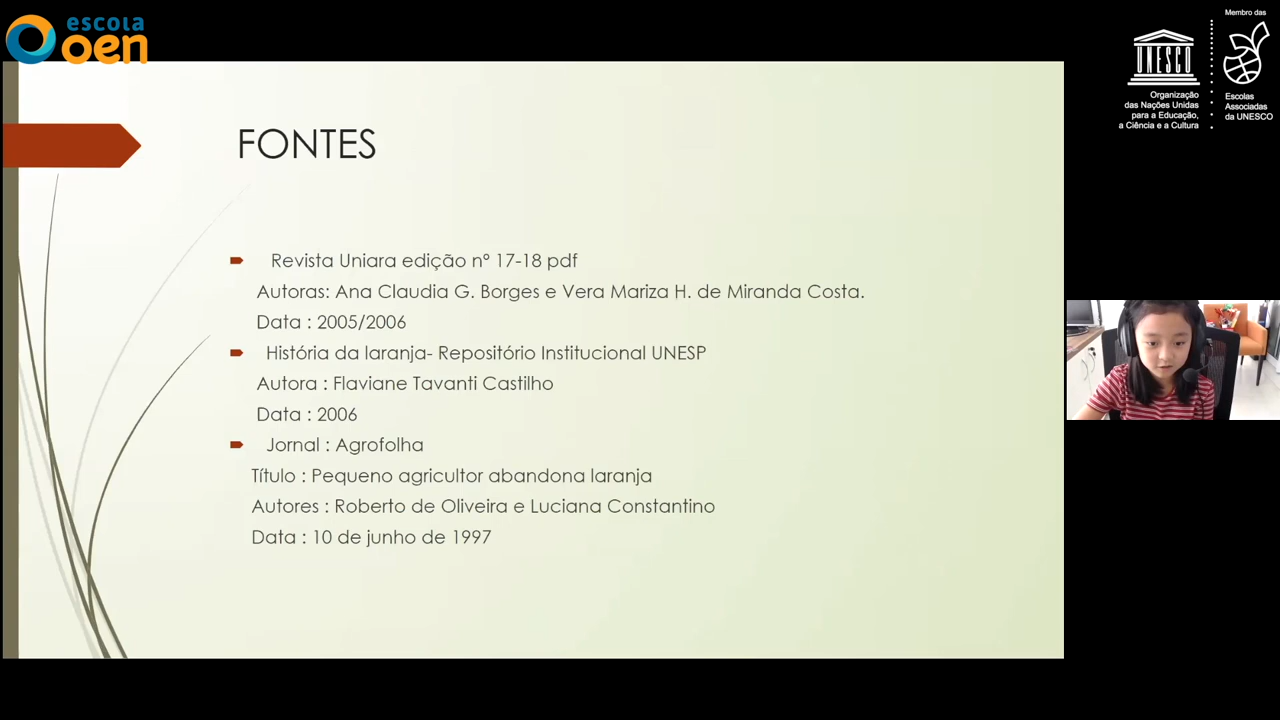 escola
oen
Membro das
UNESCO
Organização
das Nações Unidas
para a Educação,
a Ciência e a Cultura
Escolas
Associadas
da UNESCO
FONTES
Revista Uniara edição nº 17-18 pdf
Autoras: Ana Claudia G. Borges e Vera Mariza H. de Miranda Costa.
Data : 2005/2006
História da laranja- Repositório Institucional UNESP
Autora : Flaviane Tavanti Castilho
Data : 2006
Jornal : Agrofolha
Título : Pequeno agricultor abandona laranja
Autores : Roberto de Oliveira e Luciana Constantino
Data : 10 de junho de 1997